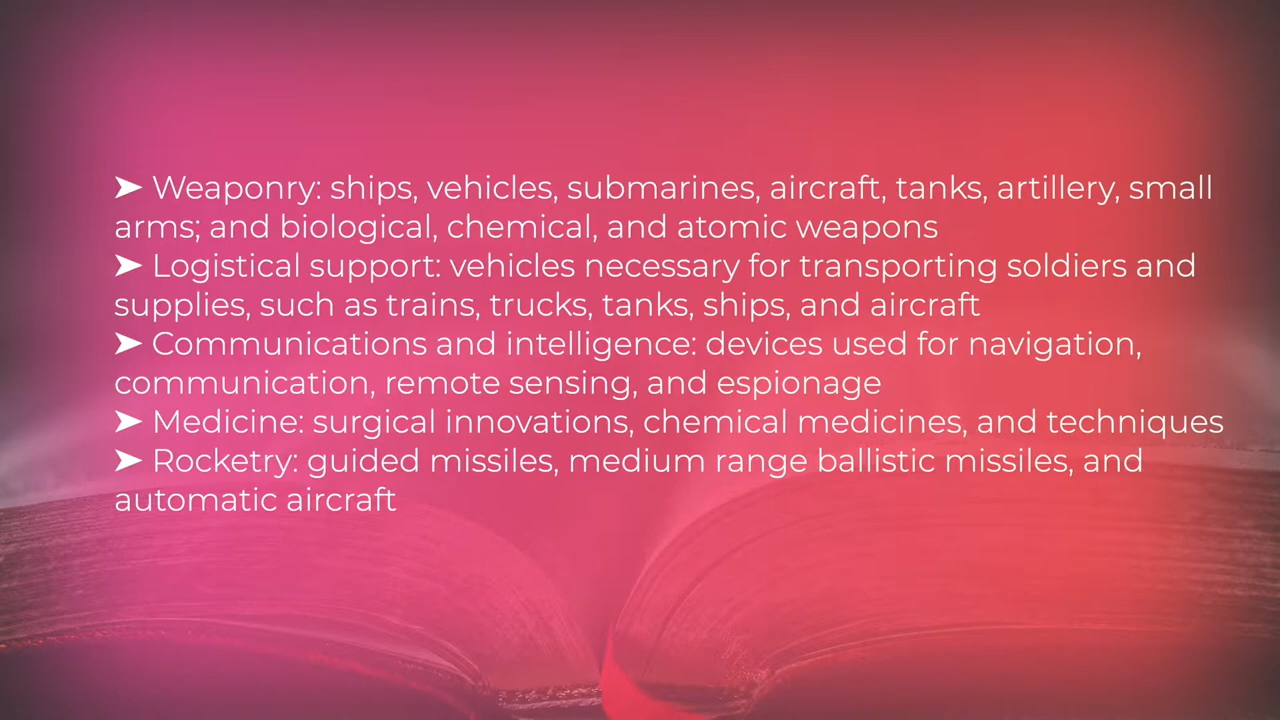 ➤ Weaponry: ships, vehicles, submarines, aircraft, tanks, artillery, small
arms; and biological, chemical, and atomic weapons
➤ Logistical support: vehicles necessary for transporting soldiers and
supplies, such as trains, trucks, tanks, ships, and aircraft
➤ Communications and intelligence: devices used for navigation,
communication, remote sensing, and espionage
➤ Medicine: surgical innovations, chemical medicines, and techniques
➤ Rocketry: guided missiles, medium range ballistic missiles, and
automatic aircraft